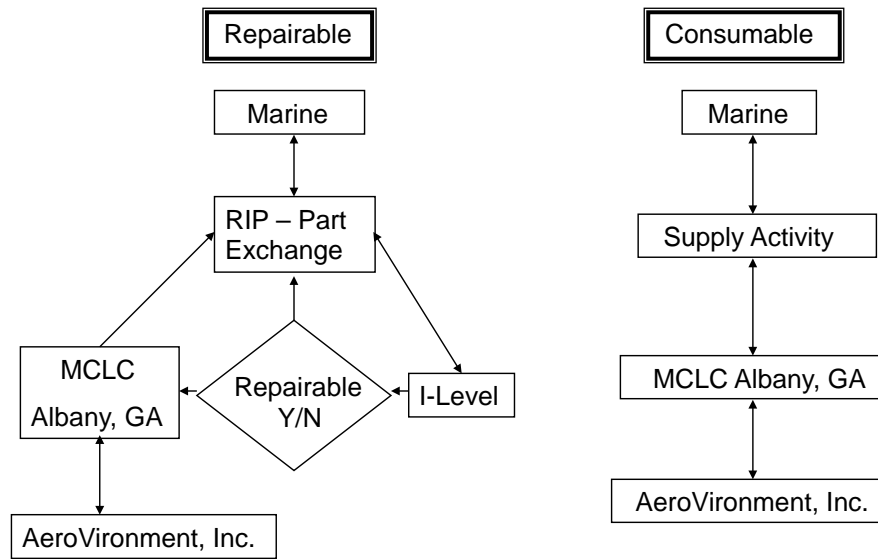 Repairable
Marine
RIP – Part
Exchange
MCLC
Albany, GA
Repairable
Y/N
I-Level
AeroVironment, Inc.
Consumable
Marine
Supply Activity
MCLC Albany, GA
AeroVironment, Inc.